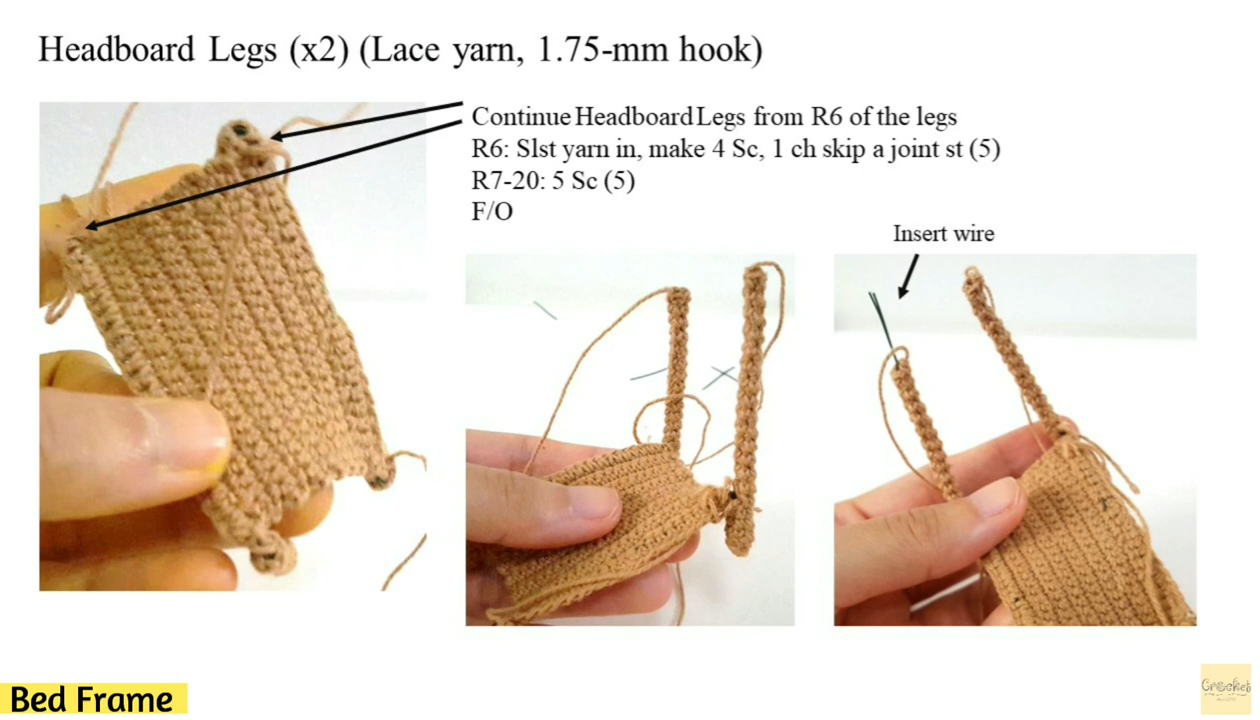 Headboard Legs (x2) (Lace yarn, 1.75-mm hook)
Continue Headboard Legs from R6 of the legs
R6: Slst yarn in, make 4 Sc, 1 ch skip a joint st (5)
R7-20: 5 Sc (5)
F/O
Insert wire
Bed Frame